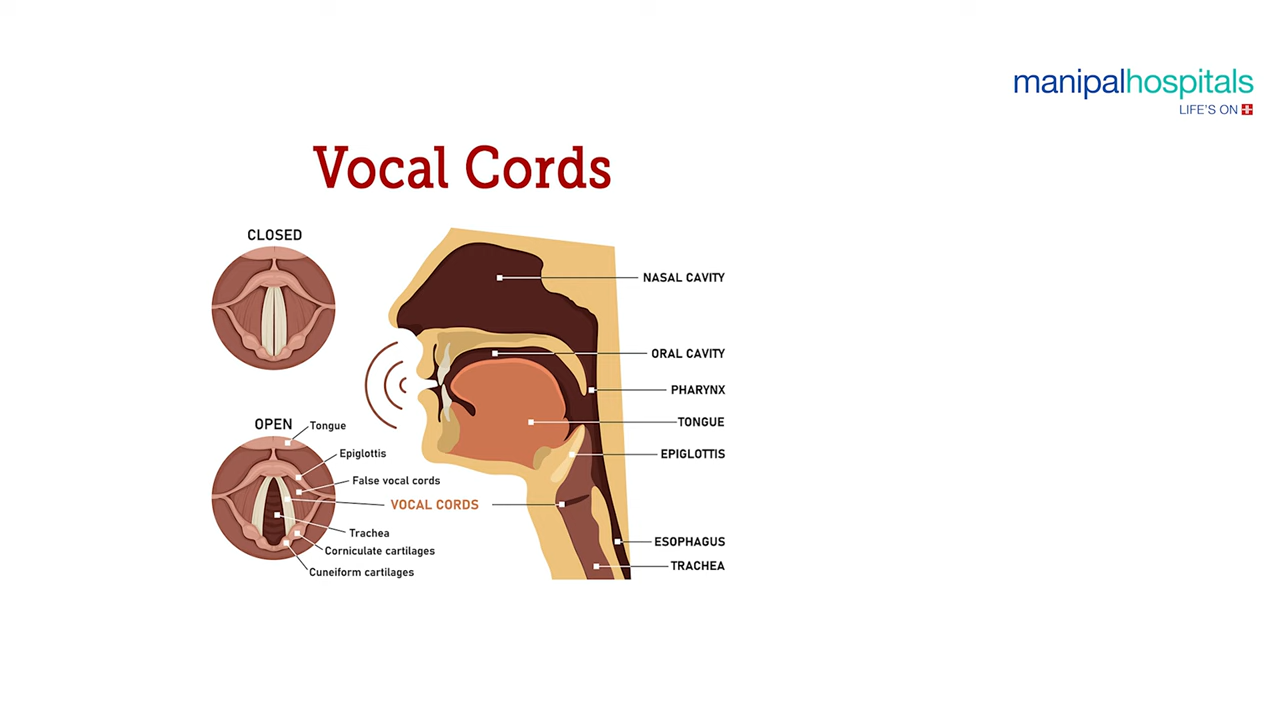 manipalhospitals
LIFE'S ON
Vocal Cords
CLOSED
NASAL CAVITY
ORAL CAVITY
PHARYNX
TONGUE
EPIGLOTTIS
ESOPHAGUS
TRACHEA
OPEN
Tongue
Epiglottis
False vocal cords
VOCAL CORDS
Trachea
Corniculate cartilages
Cuneiform cartilages